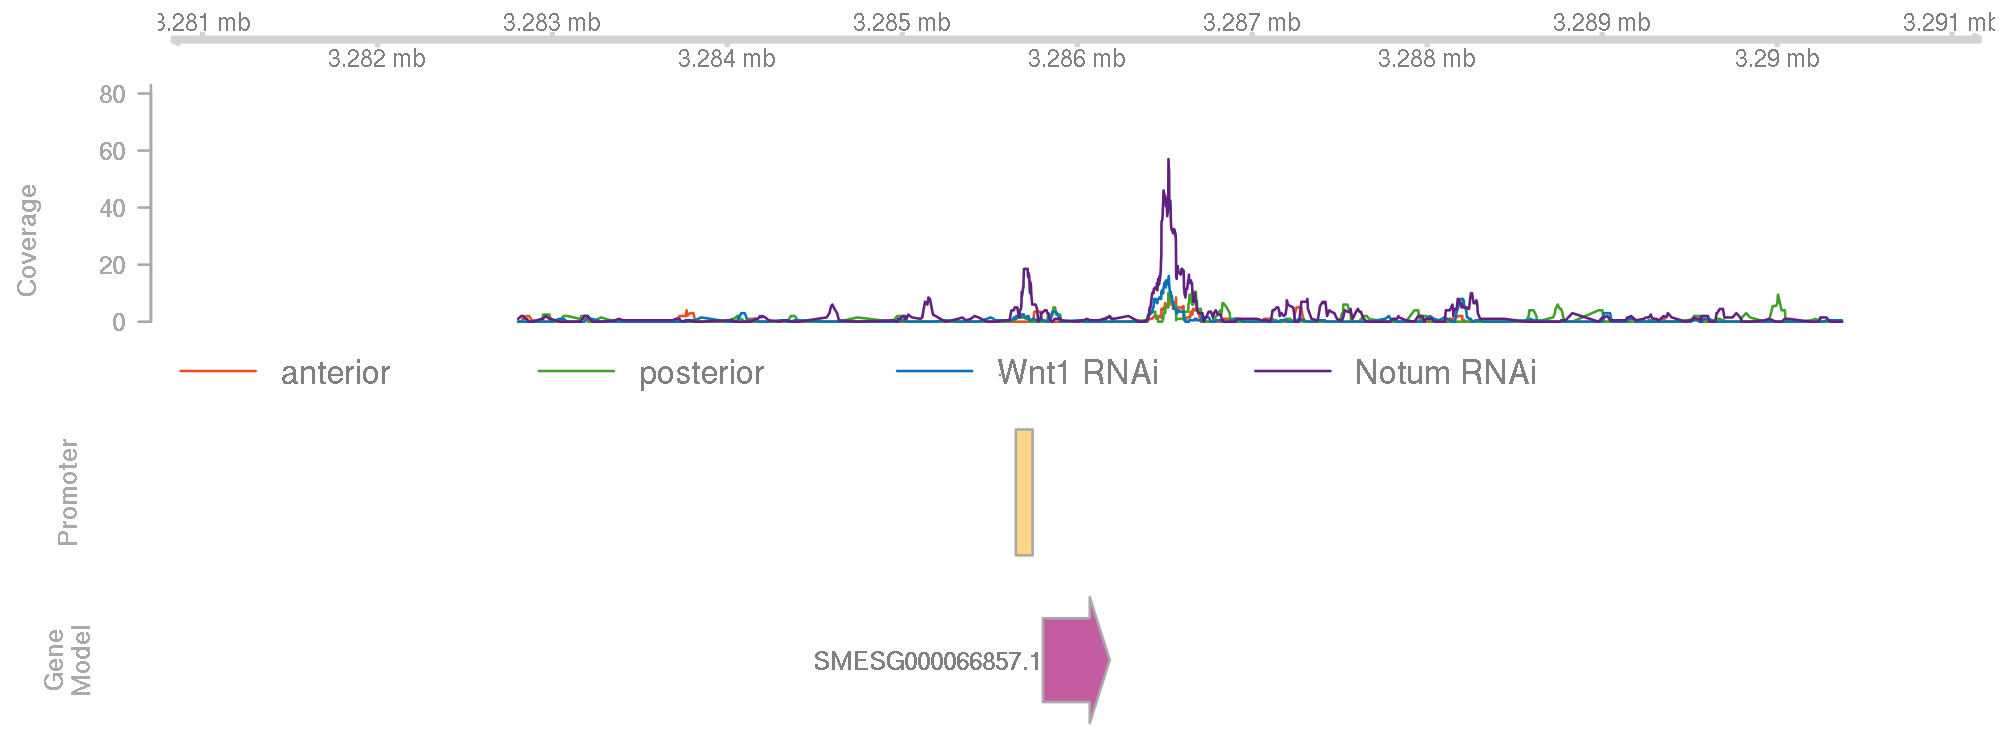 3.281 mb 3.283 mb 3.285 mb 3.287 mb 3.289 mb 3.291 mb
3.282 mb 3.284 mb 3.286 mb 3.288 mb 3.29 mb
80
60
40
20
0
Coverage
anterior posterior Wnt1 RNAi Notum RNAi
Promoter
Gene
Model
SMESG000066857.1